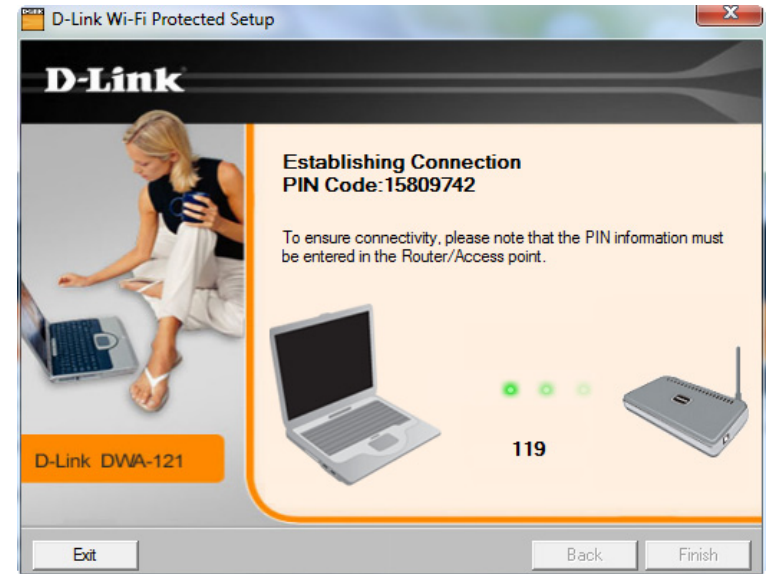 D-Link Wi-Fi Protected Setup
D-Link
Establishing Connection
PIN Code:15809742
To ensure connectivity, please note that the PIN information must
be entered in the Router/Access point.
119
D-Link DWA-121
Exit
Back
Finish